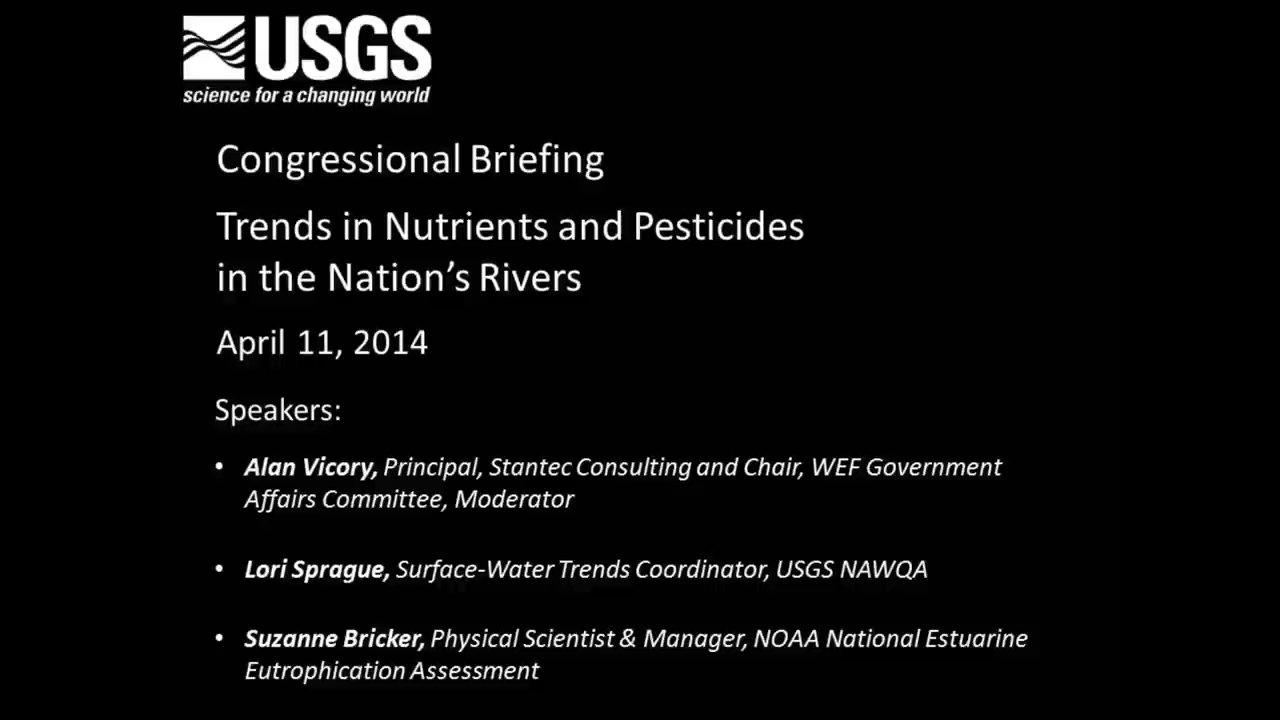 USGS
science for a changing world
Congressional Briefing
Trends in Nutrients and Pesticides
in the Nation’s Rivers
April 11, 2014
Speakers:
• Alan Vicory, Principal, Stantec Consulting and Chair, WEF Government
Affairs Committee, Moderator
• Lori Sprague, Surface-Water Trends Coordinator, USGS NAWQA
• Suzanne Bricker, Physical Scientist & Manager, NOAA National Estuarine
Eutrophication Assessment